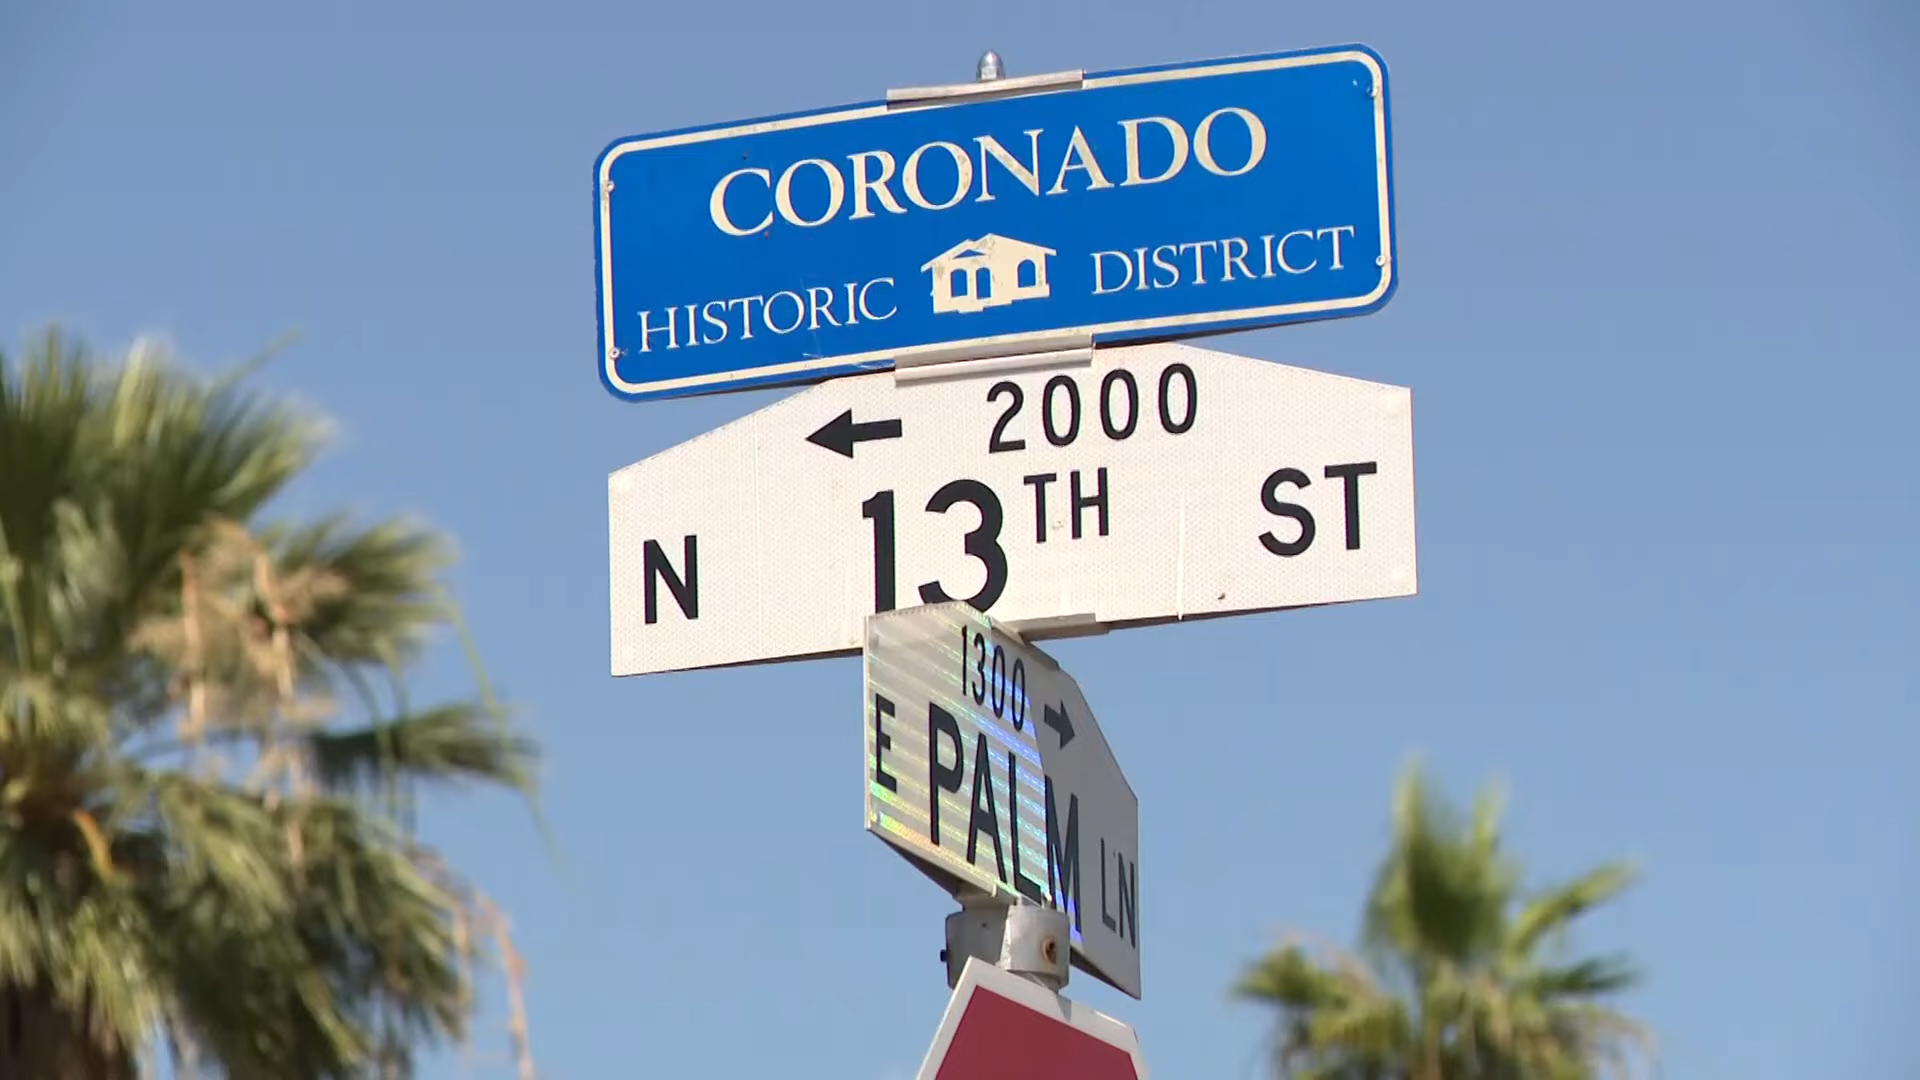 CORONADO
HISTORIC DISTRICT
2000
N 13TH ST
1300
E PALM LN